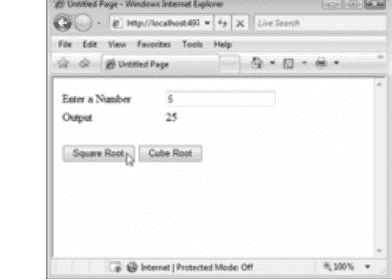 Untitled Page - Windows Internet Explorer
http://localhost:497 Live Search
File Edit View Favorites Tools Help
Untitled Page
Enter a Number 5
Output 25
Square Root Cube Root
Internet | Protected Mode: Off 100%